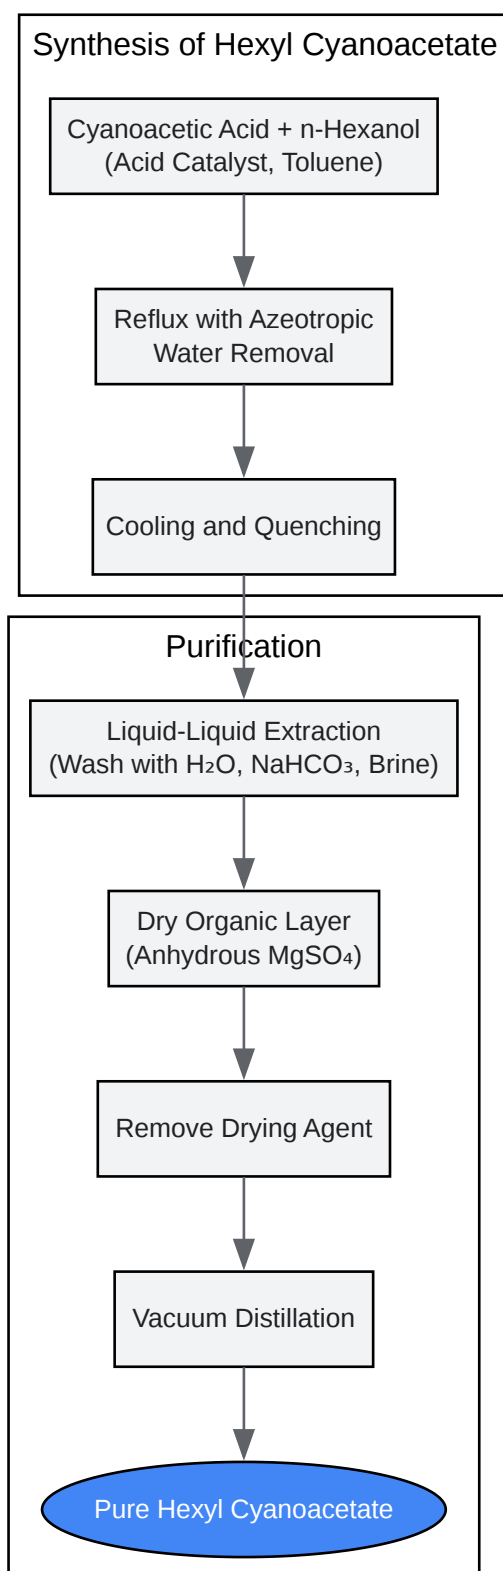 Synthesis of Hexyl Cyanoacetate
Cyanoacetic Acid + n-Hexanol
(Acid Catalyst, Toluene)
Reflux with Azeotropic
Water Removal
Cooling and Quenching
Purification
Liquid-Liquid Extraction
(Wash with H₂O, NaHCO₃, Brine)
Dry Organic Layer
(Anhydrous MgSO₄)
Remove Drying Agent
Vacuum Distillation
Pure Hexyl Cyanoacetate